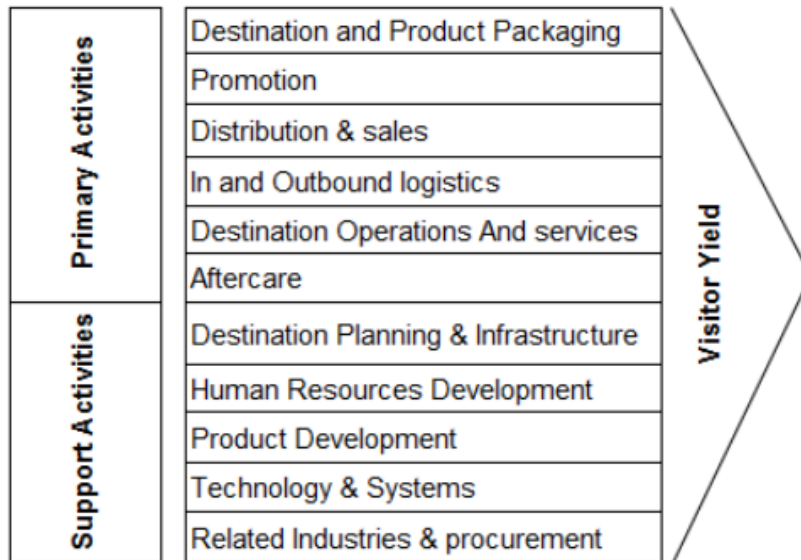 Primary Activities
Destination and Product Packaging
Promotion
Distribution & sales
In and Outbound logistics
Destination Operations And services
Aftercare
Support Activities
Destination Planning & Infrastructure
Human Resources Development
Product Development
Technology & Systems
Related Industries & procurement
Visitor Yield